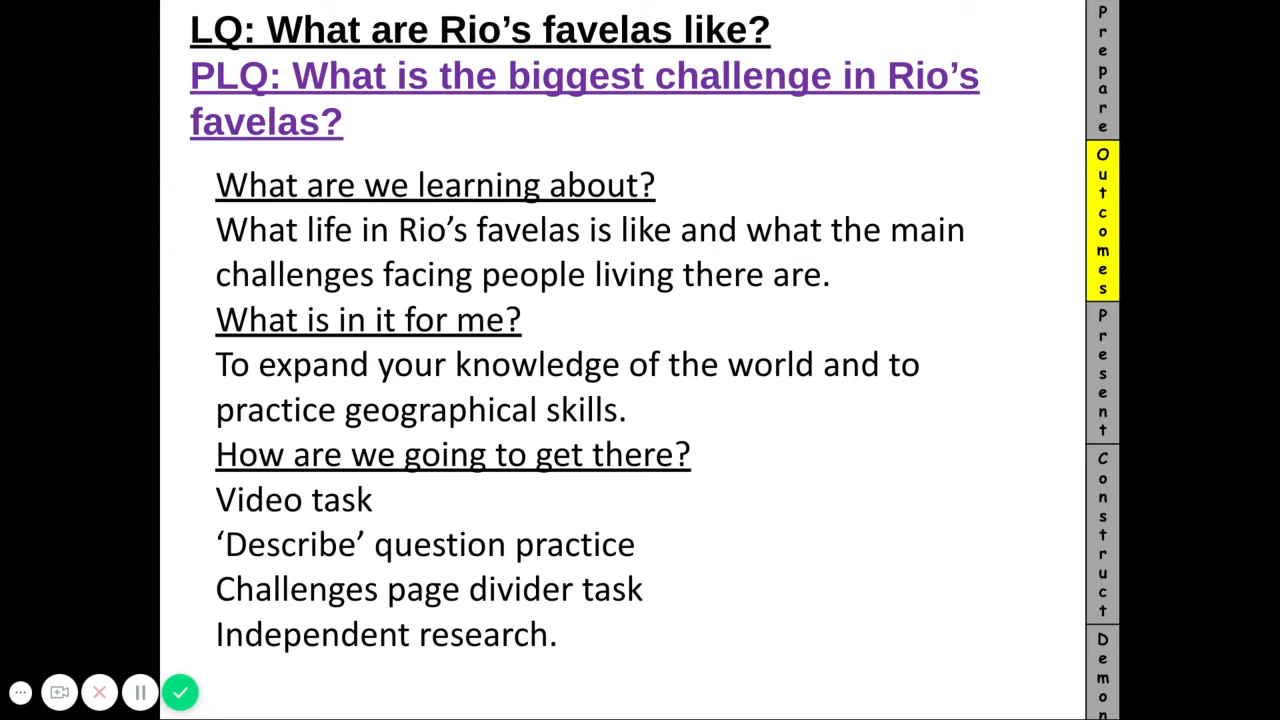 LQ: What are Rio’s favelas like?
PLQ: What is the biggest challenge in Rio’s
favelas?
What are we learning about?
What life in Rio’s favelas is like and what the main
challenges facing people living there are.
What is in it for me?
To expand your knowledge of the world and to
practice geographical skills.
How are we going to get there?
Video task
‘Describe’ question practice
Challenges page divider task
Independent research.
Prepare
Outcomes
Present
Construct
Demon